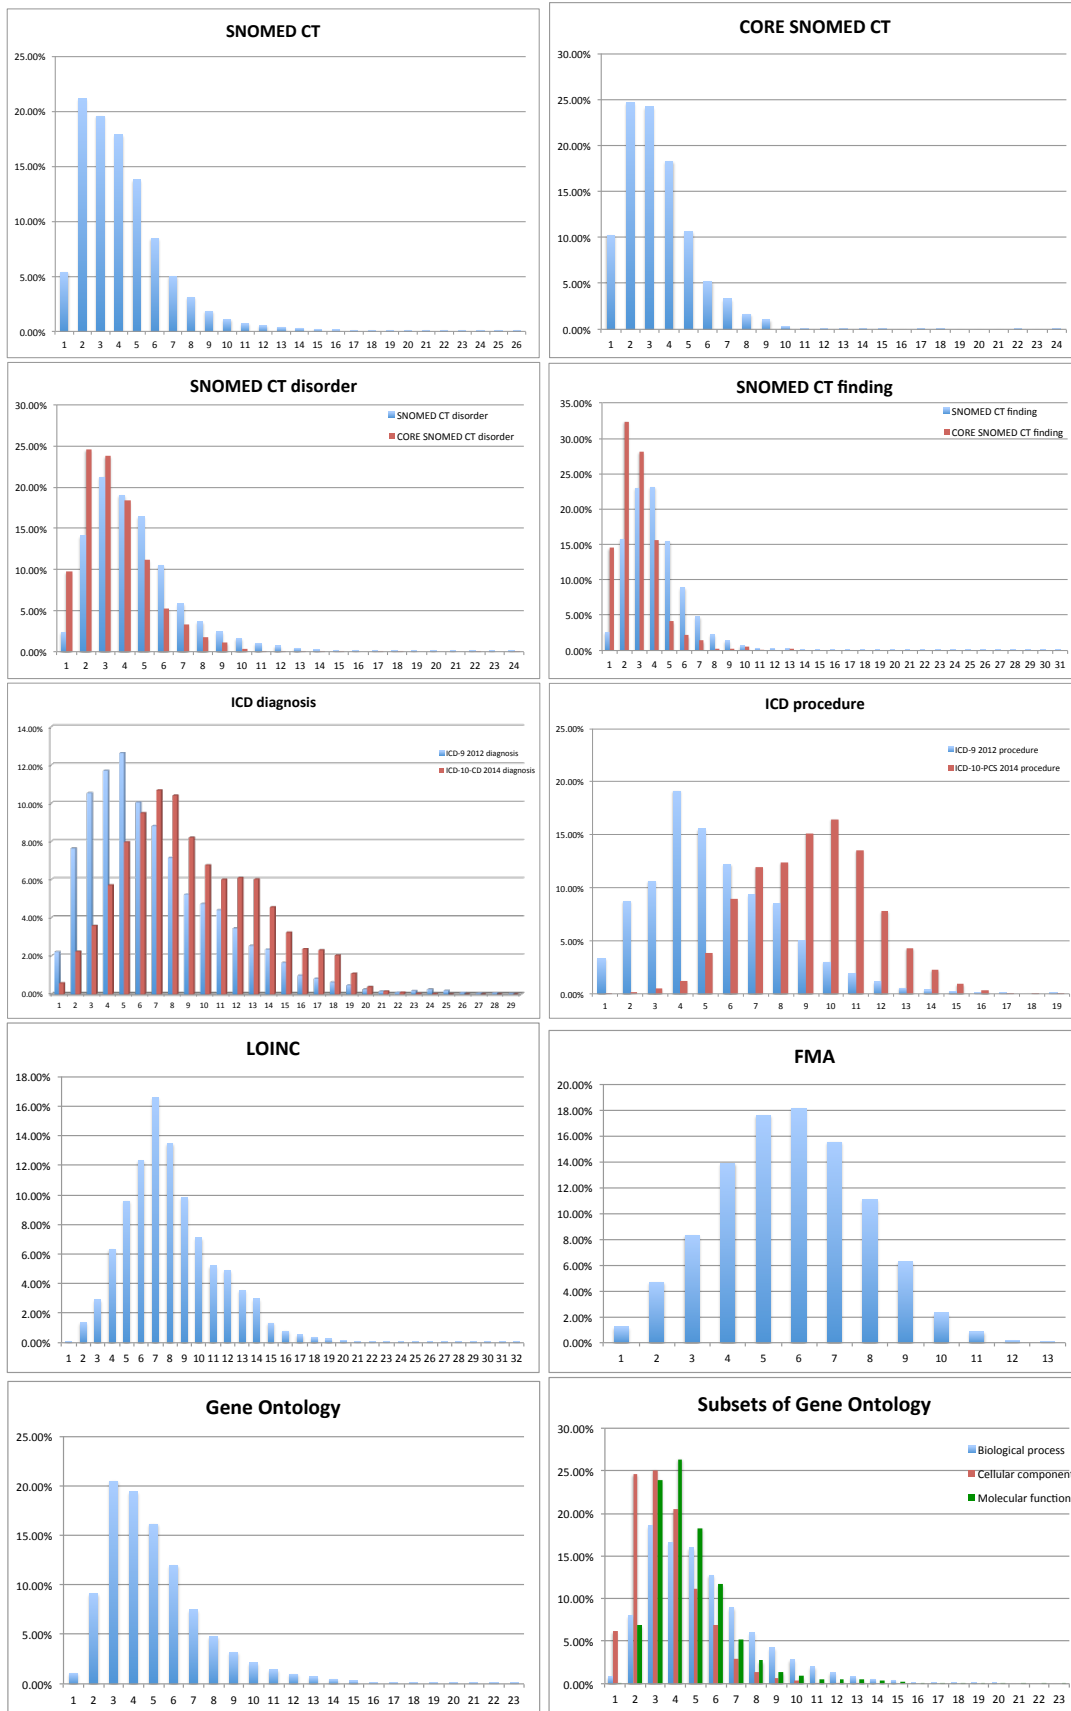 SNOMED CT
25.00%
20.00%
15.00%
10.00%
5.00%
0.00%
1 2 3 4 5 6 7 8 9 10 11 12 13 14 15 16 17 18 19 20 21 22 23 24 25 26
CORE SNOMED CT
30.00%
25.00%
20.00%
15.00%
10.00%
5.00%
0.00%
1 2 3 4 5 6 7 8 9 10 11 12 13 14 15 16 17 18 19 20 21 22 23 24
SNOMED CT disorder
30.00%
25.00%
20.00%
15.00%
10.00%
5.00%
0.00%
SNOMED CT disorder
CORE SNOMED CT disorder
1 2 3 4 5 6 7 8 9 10 11 12 13 14 15 16 17 18 19 20 21 22 23 24
SNOMED CT finding
35.00%
30.00%
25.00%
20.00%
15.00%
10.00%
5.00%
0.00%
SNOMED CT finding
CORE SNOMED CT finding
1 2 3 4 5 6 7 8 9 10 11 12 13 14 15 16 17 18 19 20 21 22 23 24 25 26 27 28 29 30 31
ICD diagnosis
14.00%
12.00%
10.00%
8.00%
6.00%
4.00%
2.00%
0.00%
ICD-9 2012 diagnosis
ICD-10-CD 2014 diagnosis
1 2 3 4 5 6 7 8 9 10 11 12 13 14 15 16 17 18 19 20 21 22 23 24 25 26 27 28 29
ICD procedure
25.00%
20.00%
15.00%
10.00%
5.00%
0.00%
ICD-9 2012 procedure
ICD-10-PCS 2014 procedure
1 2 3 4 5 6 7 8 9 10 11 12 13 14 15 16 17 18 19
LOINC
18.00%
16.00%
14.00%
12.00%
10.00%
8.00%
6.00%
4.00%
2.00%
0.00%
1 2 3 4 5 6 7 8 9 10 11 12 13 14 15 16 17 18 19 20 21 22 23 24 25 26 27 28 29 30 31 32
FMA
20.00%
18.00%
16.00%
14.00%
12.00%
10.00%
8.00%
6.00%
4.00%
2.00%
0.00%
1 2 3 4 5 6 7 8 9 10 11 12 13
Gene Ontology
25.00%
20.00%
15.00%
10.00%
5.00%
0.00%
1 2 3 4 5 6 7 8 9 10 11 12 13 14 15 16 17 18 19 20 21 22 23
Subsets of Gene Ontology
30.00%
25.00%
20.00%
15.00%
10.00%
5.00%
0.00%
Biological process
Cellular component
Molecular function
1 2 3 4 5 6 7 8 9 10 11 12 13 14 15 16 17 18 19 20 21 22 23